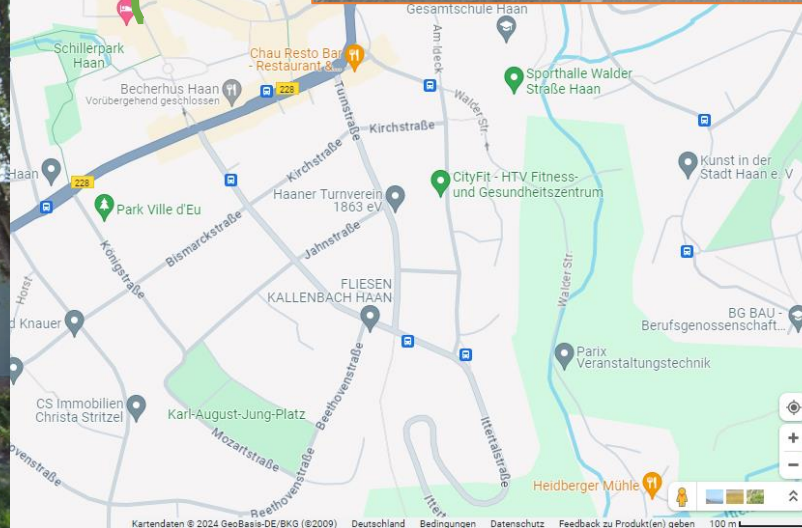 Gesamtschule Haan
Schillerpark
Haan
Chau Resto Bar
- Restaurant &...
Am Ideck
Sporthalle Walder
Straße Haan
Becherhus Haan
Vorübergehend geschlossen
228
Turnstraße
Walder Str.
Kirchstraße
Kirchstraße
Kunst in der
Stadt Haan e. V
Haan
228
CityFit - HTV Fitness-
und Gesundheitszentrum
Haaner Turnverein
1863 eV
Park Ville d'Eu
Bismarckstraße
Jahnstraße
Königstraße
Walder Str.
Horst
FLIESEN
KALLENBACH HAAN
d Knauer
BG BAU -
Berufsgenossenschaft...
Parix
Veranstaltungstechnik
CS Immobilien
Christa Stritzel
Karl-August-Jung-Platz
Beethovenstraße
Mozartstraße
Ittertalstraße
ovenstraße
Beethovenstraße
Itter
Heidberger Mühle
Kartendaten © 2024 GeoBasis-DE/BKG (©2009) Deutschland Bedingungen Datenschutz Feedback zu Produkt(en) geben 100 m